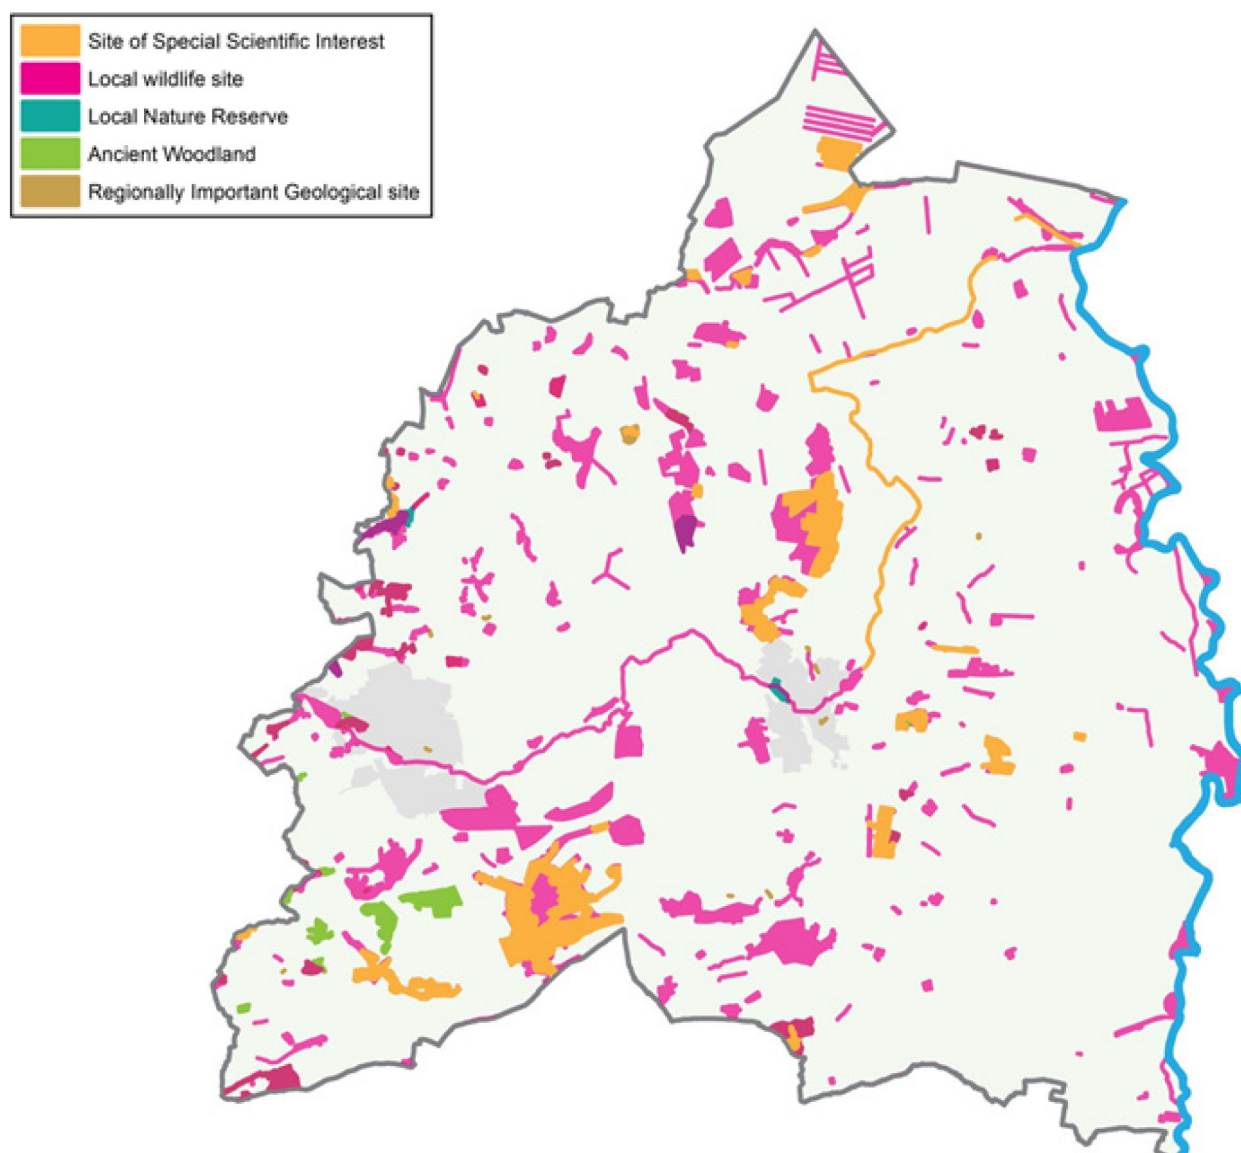 Site of Special Scientific Interest
Local wildlife site
Local Nature Reserve
Ancient Woodland
Regionally Important Geological site